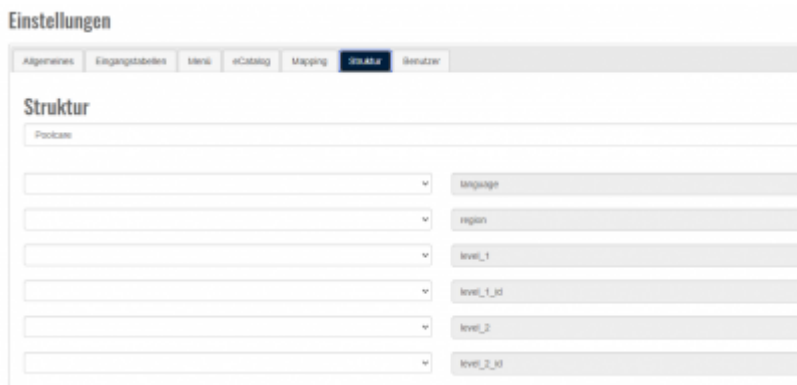 Einstellungen
Allgemeines Eingangstabellen Menü eCatalog Mapping Struktur Benutzer
Struktur
Poolcare
language
region
level_1
level_1_id
level_2
level_2_id